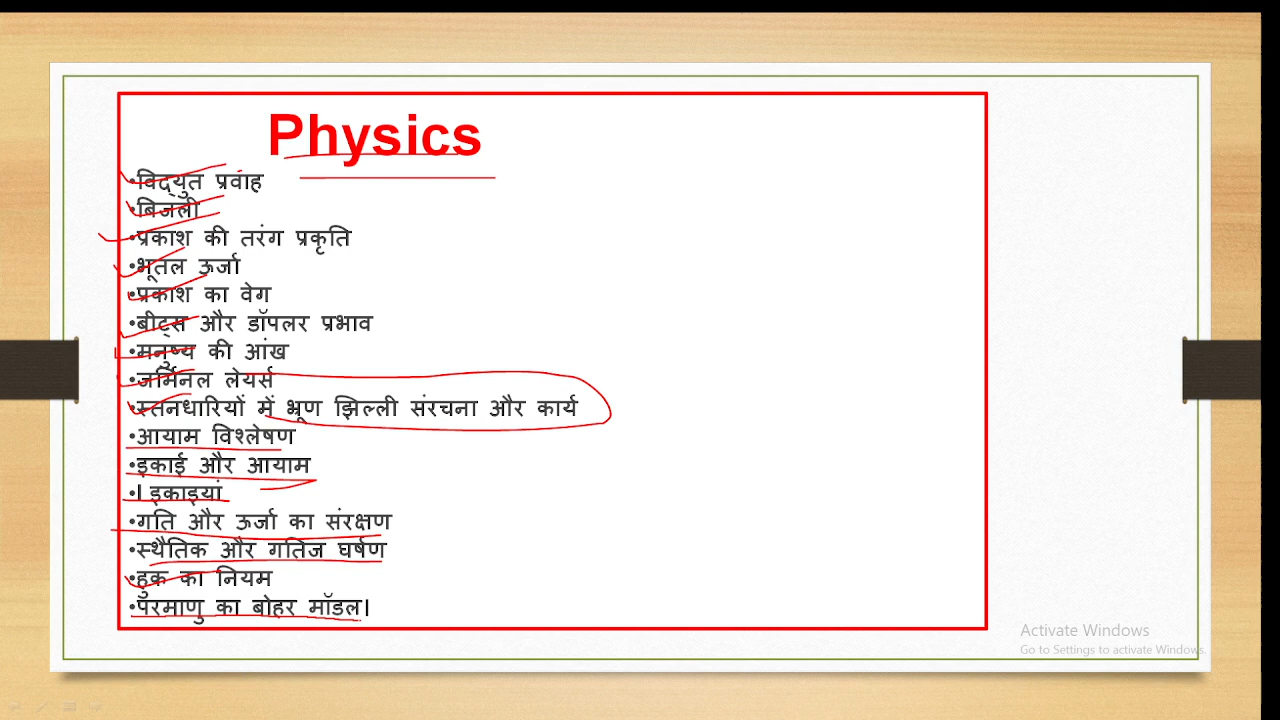 Physics
•विद्युत प्रवाह
•बिजली
•प्रकाश की तरंग प्रकृति
•भूतल ऊर्जा
•प्रकाश का वेग
•बीट्स और डॉपलर प्रभाव
•मनुष्य की आंख
•जर्मिनल लेयर्स
•स्तनधारियों में भ्रूण झिल्ली संरचना और कार्य
•आयाम विश्लेषण
•इकाई और आयाम
•I इकाइयां
•गति और ऊर्जा का संरक्षण
•स्थैतिक और गतिज घर्षण
•हुक का नियम
•परमाणु का बोहर मॉडल।
Activate Windows
Go to Settings to activate Windows.